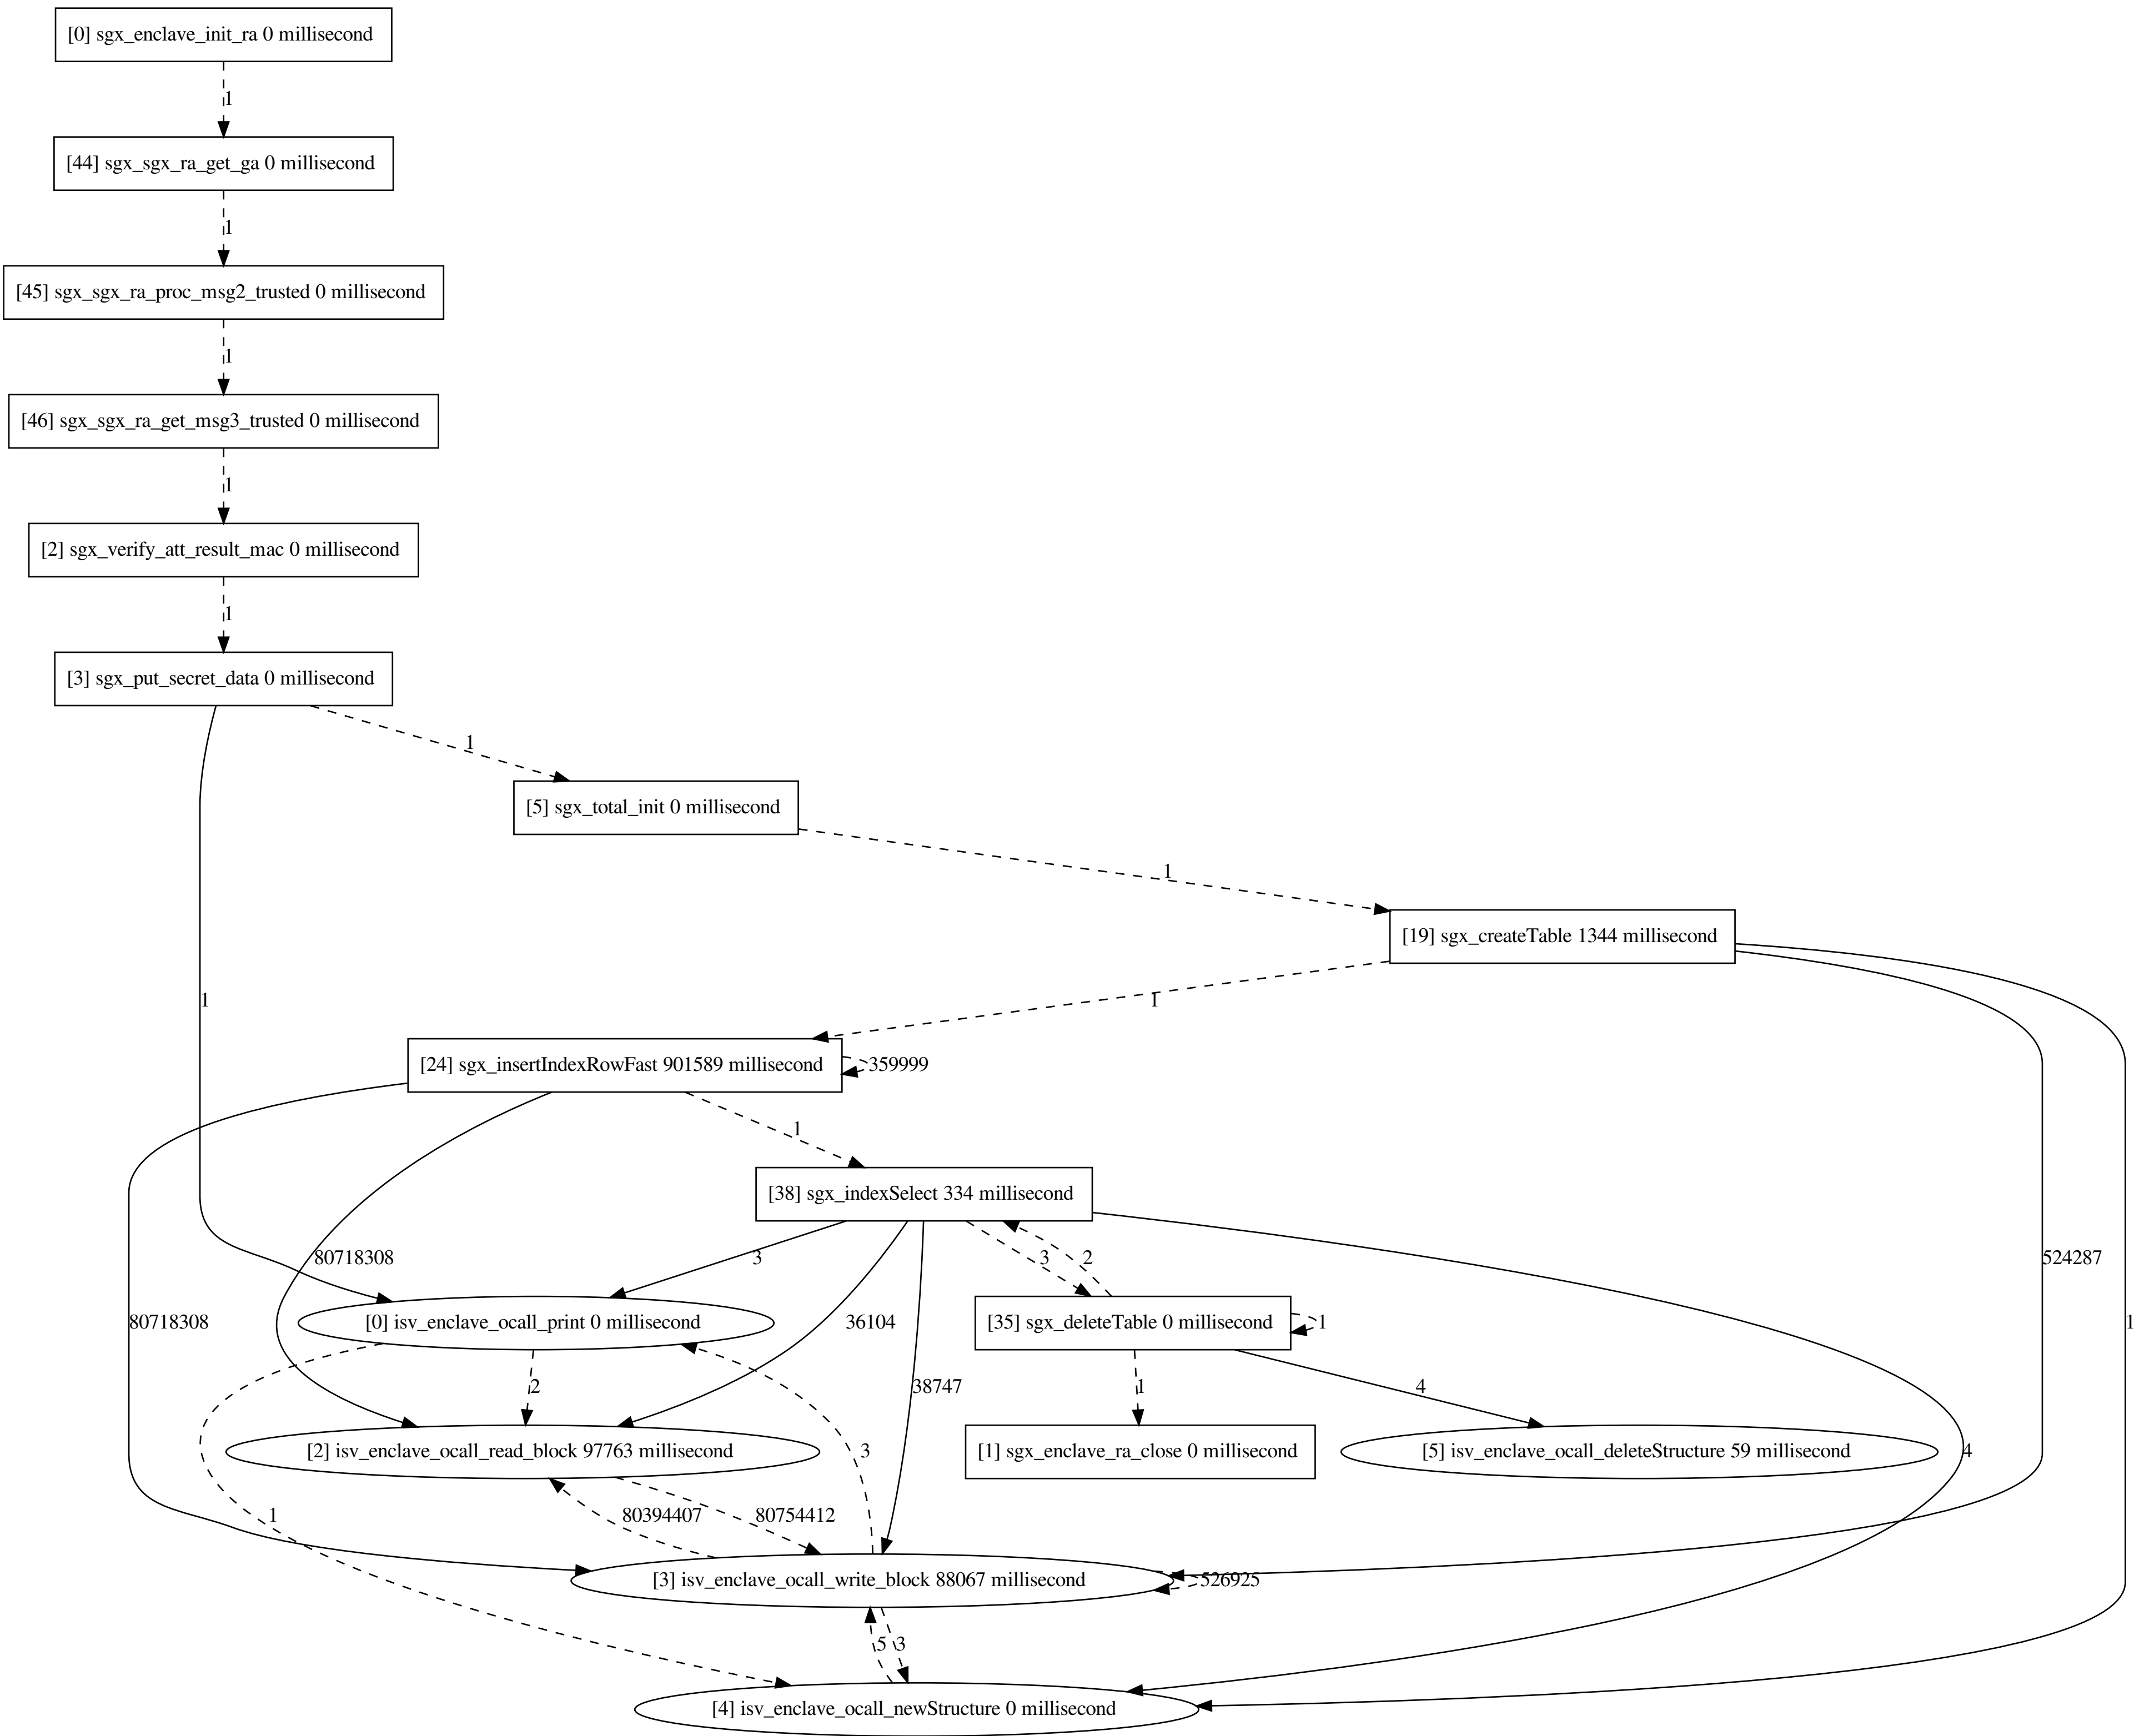 [0] sgx_enclave_init_ra 0 millisecond
1
[44] sgx_sgx_ra_get_ga 0 millisecond
1
[45] sgx_sgx_ra_proc_msg2_trusted 0 millisecond
1
[46] sgx_sgx_ra_get_msg3_trusted 0 millisecond
1
[2] sgx_verify_att_result_mac 0 millisecond
1
[3] sgx_put_secret_data 0 millisecond
1
[5] sgx_total_init 0 millisecond
1
[19] sgx_createTable 1344 millisecond
1
1
[24] sgx_insertIndexRowFast 901589 millisecond
359999
1
[38] sgx_indexSelect 334 millisecond
80718308
3
3
2
524287
80718308
[0] isv_enclave_ocall_print 0 millisecond
36104
[35] sgx_deleteTable 0 millisecond
1
1
2
38747
1
4
[2] isv_enclave_ocall_read_block 97763 millisecond
3
[1] sgx_enclave_ra_close 0 millisecond
[5] isv_enclave_ocall_deleteStructure 59 millisecond
4
1
80394407
80754412
[3] isv_enclave_ocall_write_block 88067 millisecond
526925
5
3
[4] isv_enclave_ocall_newStructure 0 millisecond